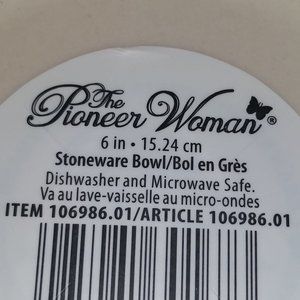 The
Pioneer Woman®
6 in • 15.24 cm
Stoneware Bowl/Bol en Grès
Dishwasher and Microwave Safe.
Va au lave-vaisselle au micro-ondes
ITEM 106986.01/ARTICLE 106986.01